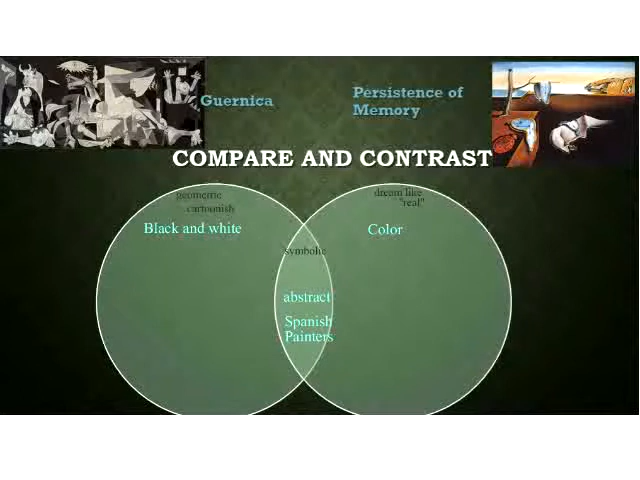 Guernica
Persistence of
Memory
COMPARE AND CONTRAST
geometric
cartoonish
Black and white
dream like
"real"
Color
symbolic
abstract
Spanish
Painters